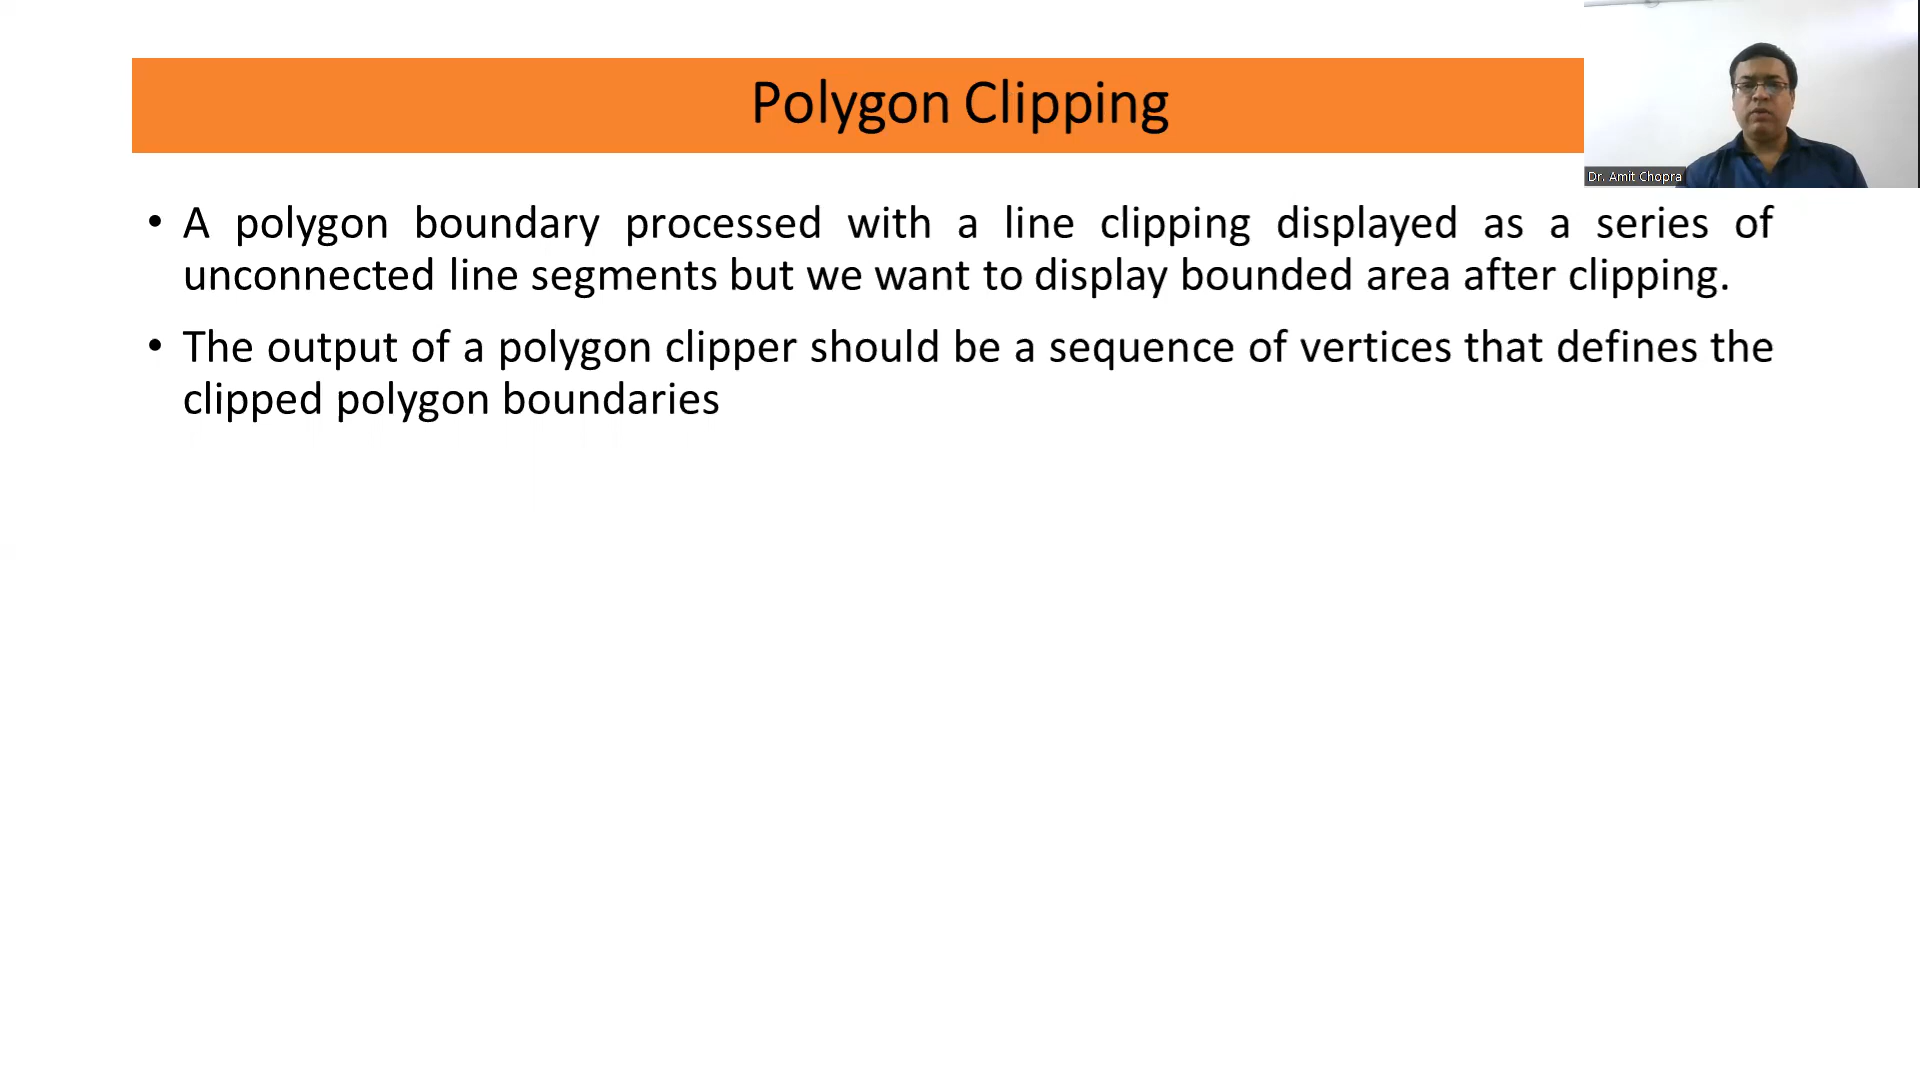 Polygon Clipping
Dr. Amit Chopra
• A polygon boundary processed with a line clipping displayed as a series of
unconnected line segments but we want to display bounded area after clipping.
• The output of a polygon clipper should be a sequence of vertices that defines the
clipped polygon boundaries